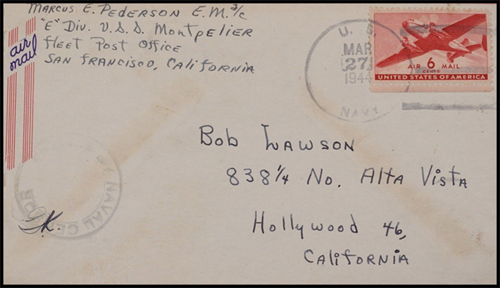 Marcus E. Pederson E.M. 3/c
"E" Div. U.S.S. Montpelier
Fleet Post Office
San Francisco, California
air
mail
U. S.
MAR
27
NAVY
AIR 6 MAIL
CENTS
UNITED STATES OF AMERICA
Bob Lawson
838 1/4 No. Alta Vista
Hollywood 46,
California
NAVAL